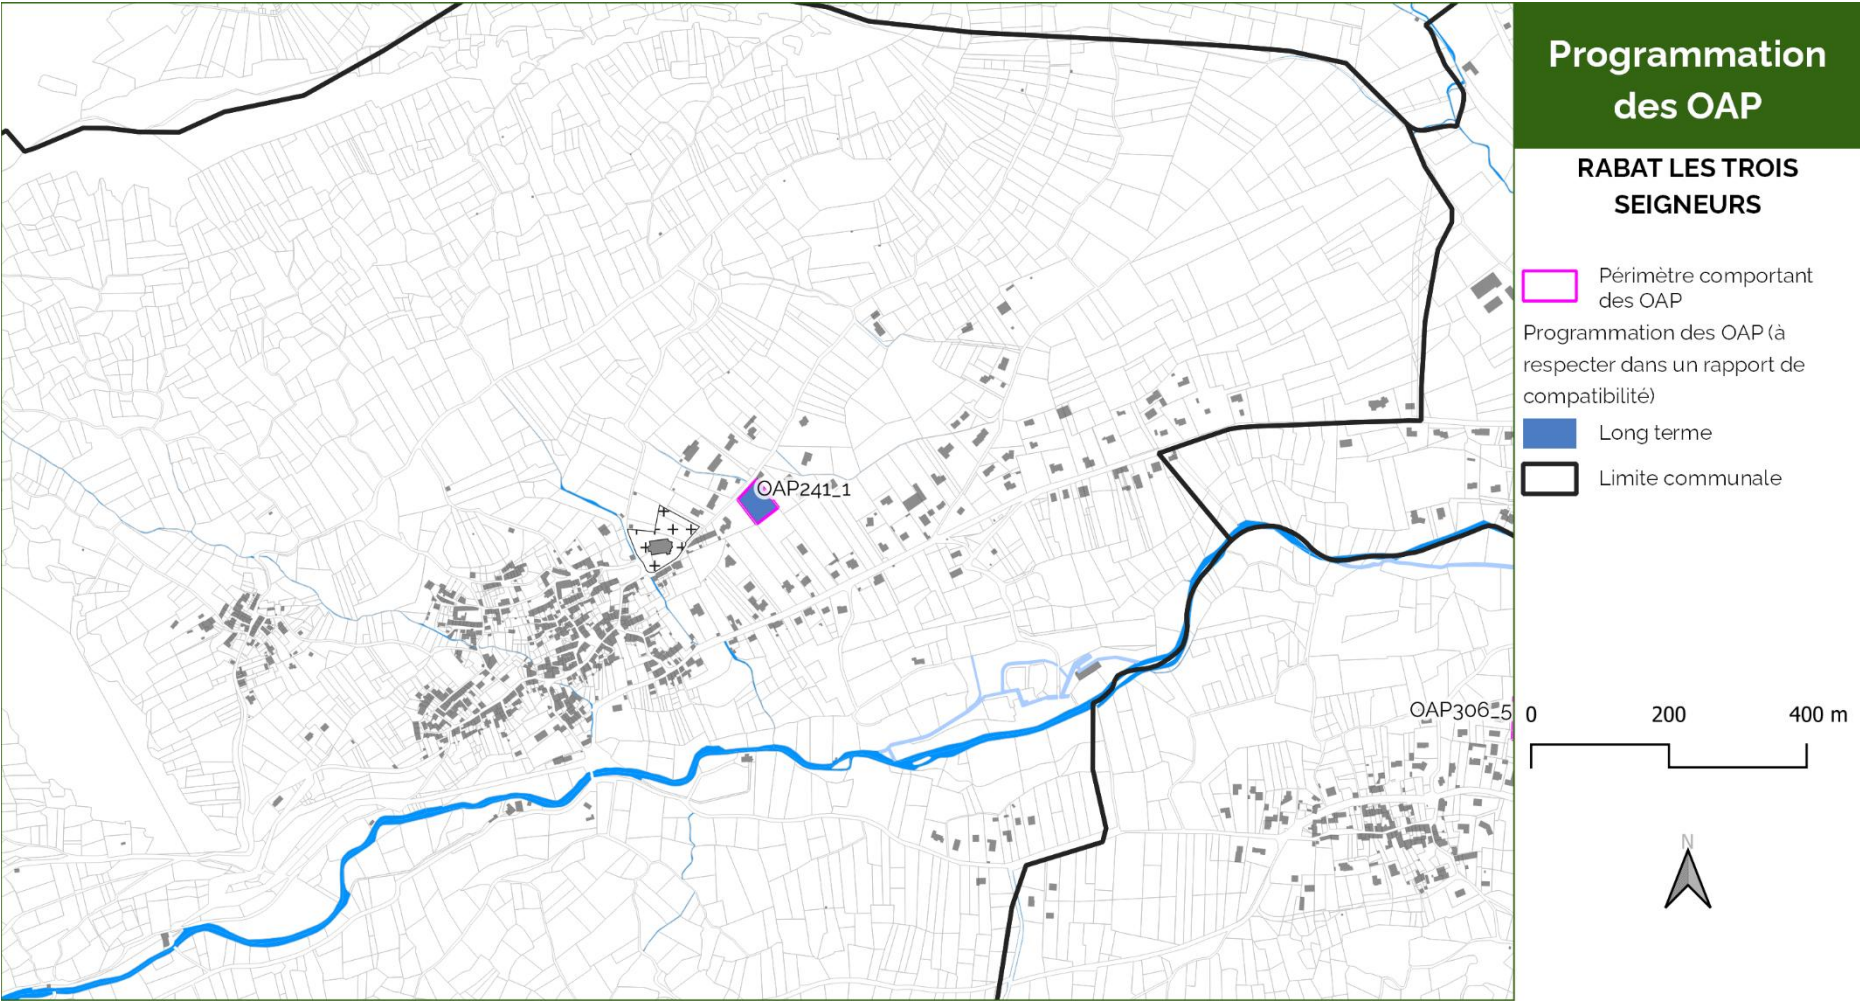 Programmation
des OAP
RABAT LES TROIS
SEIGNEURS
Périmètre comportant
des OAP
Programmation des OAP (à
respecter dans un rapport de
compatibilité)
Long terme
Limite communale
OAP241_1
OAP306_5
0 200 400 m
N